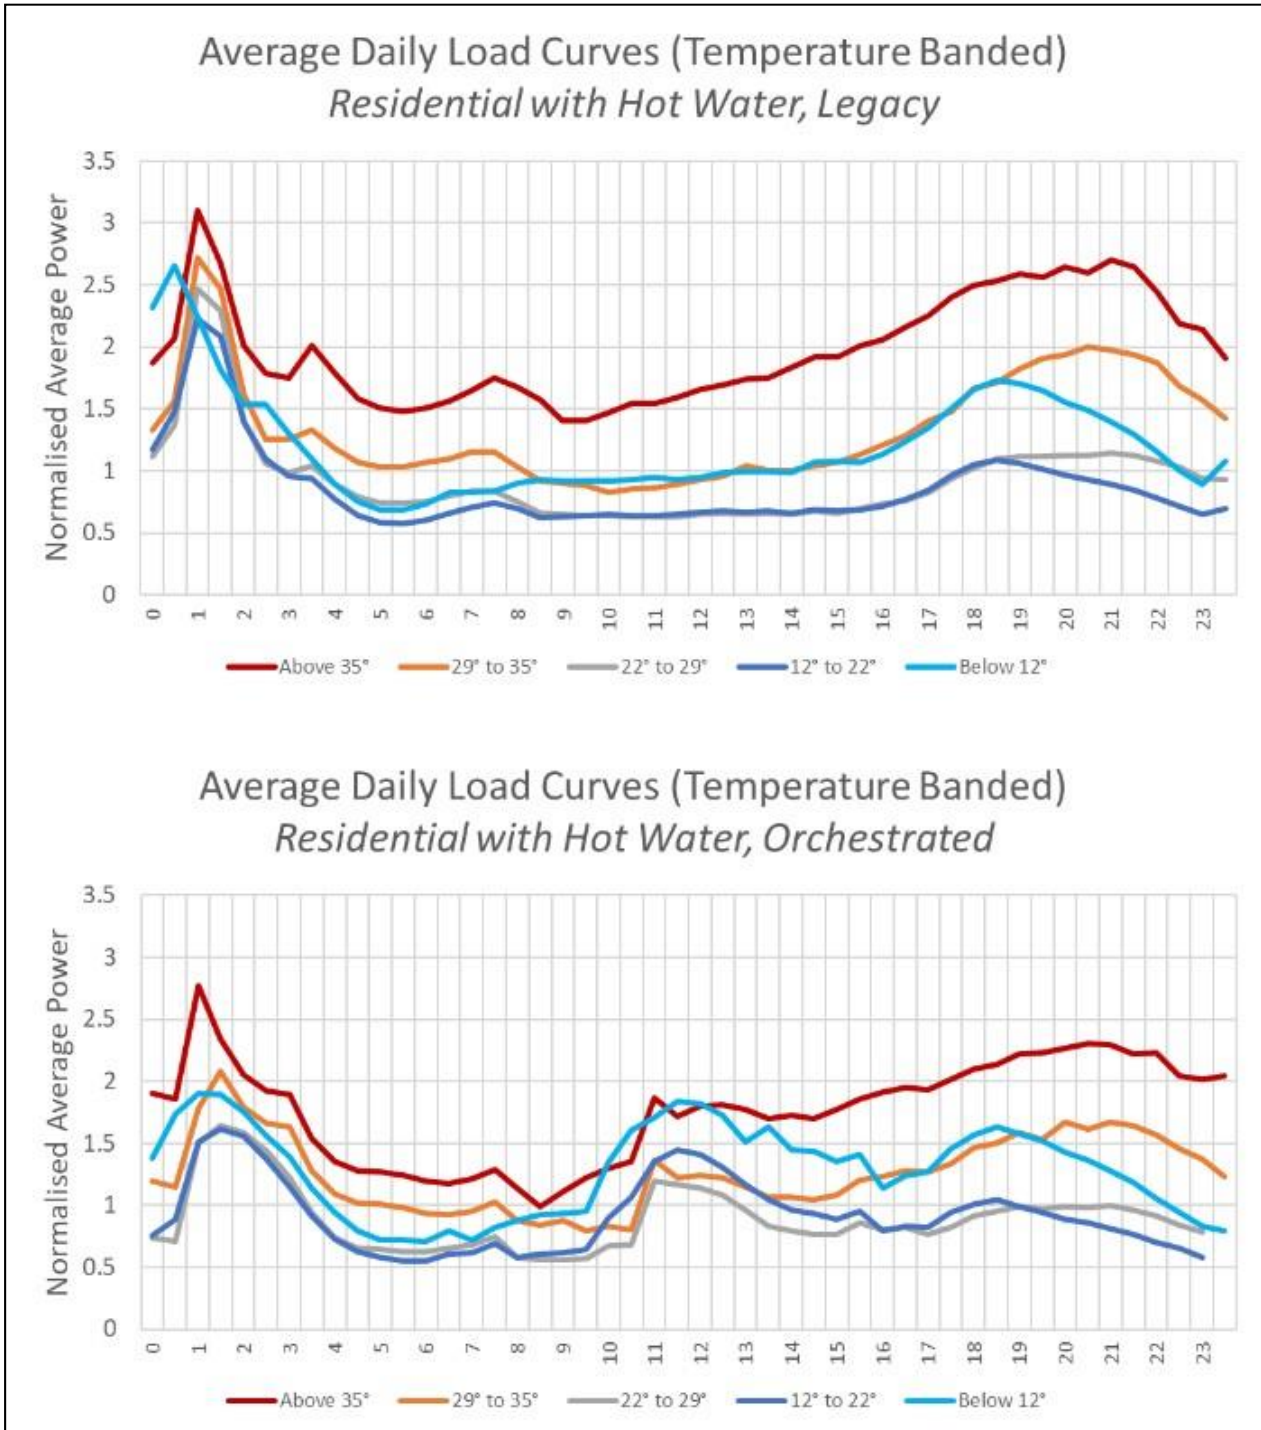 Average Daily Load Curves (Temperature Banded)
Residential with Hot Water, Legacy
Normalised Average Power
3.5
3
2.5
2
1.5
1
0.5
0
0 1 2 3 4 5 6 7 8 9 10 11 12 13 14 15 16 17 18 19 20 21 22 23
Above 35° 29° to 35° 22° to 29° 12° to 22° Below 12°
Average Daily Load Curves (Temperature Banded)
Residential with Hot Water, Orchestrated
Normalised Average Power
3.5
3
2.5
2
1.5
1
0.5
0
0 1 2 3 4 5 6 7 8 9 10 11 12 13 14 15 16 17 18 19 20 21 22 23
Above 35° 29° to 35° 22° to 29° 12° to 22° Below 12°